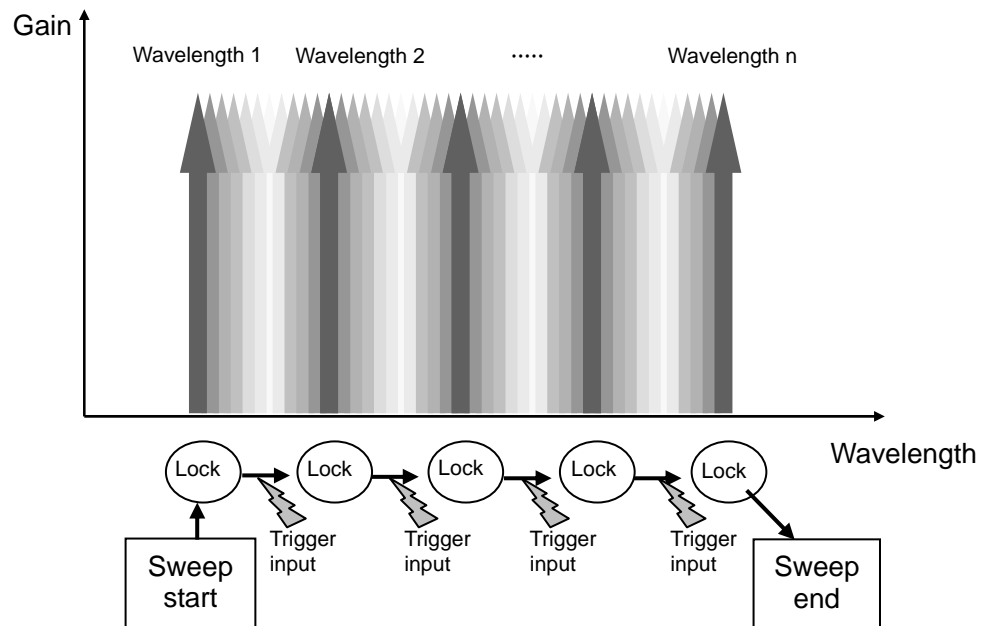 Gain
Wavelength 1 Wavelength 2 ..... Wavelength n
Wavelength
Lock Lock Lock Lock Lock
Trigger input
Trigger input
Trigger input
Trigger input
Sweep start
Sweep end